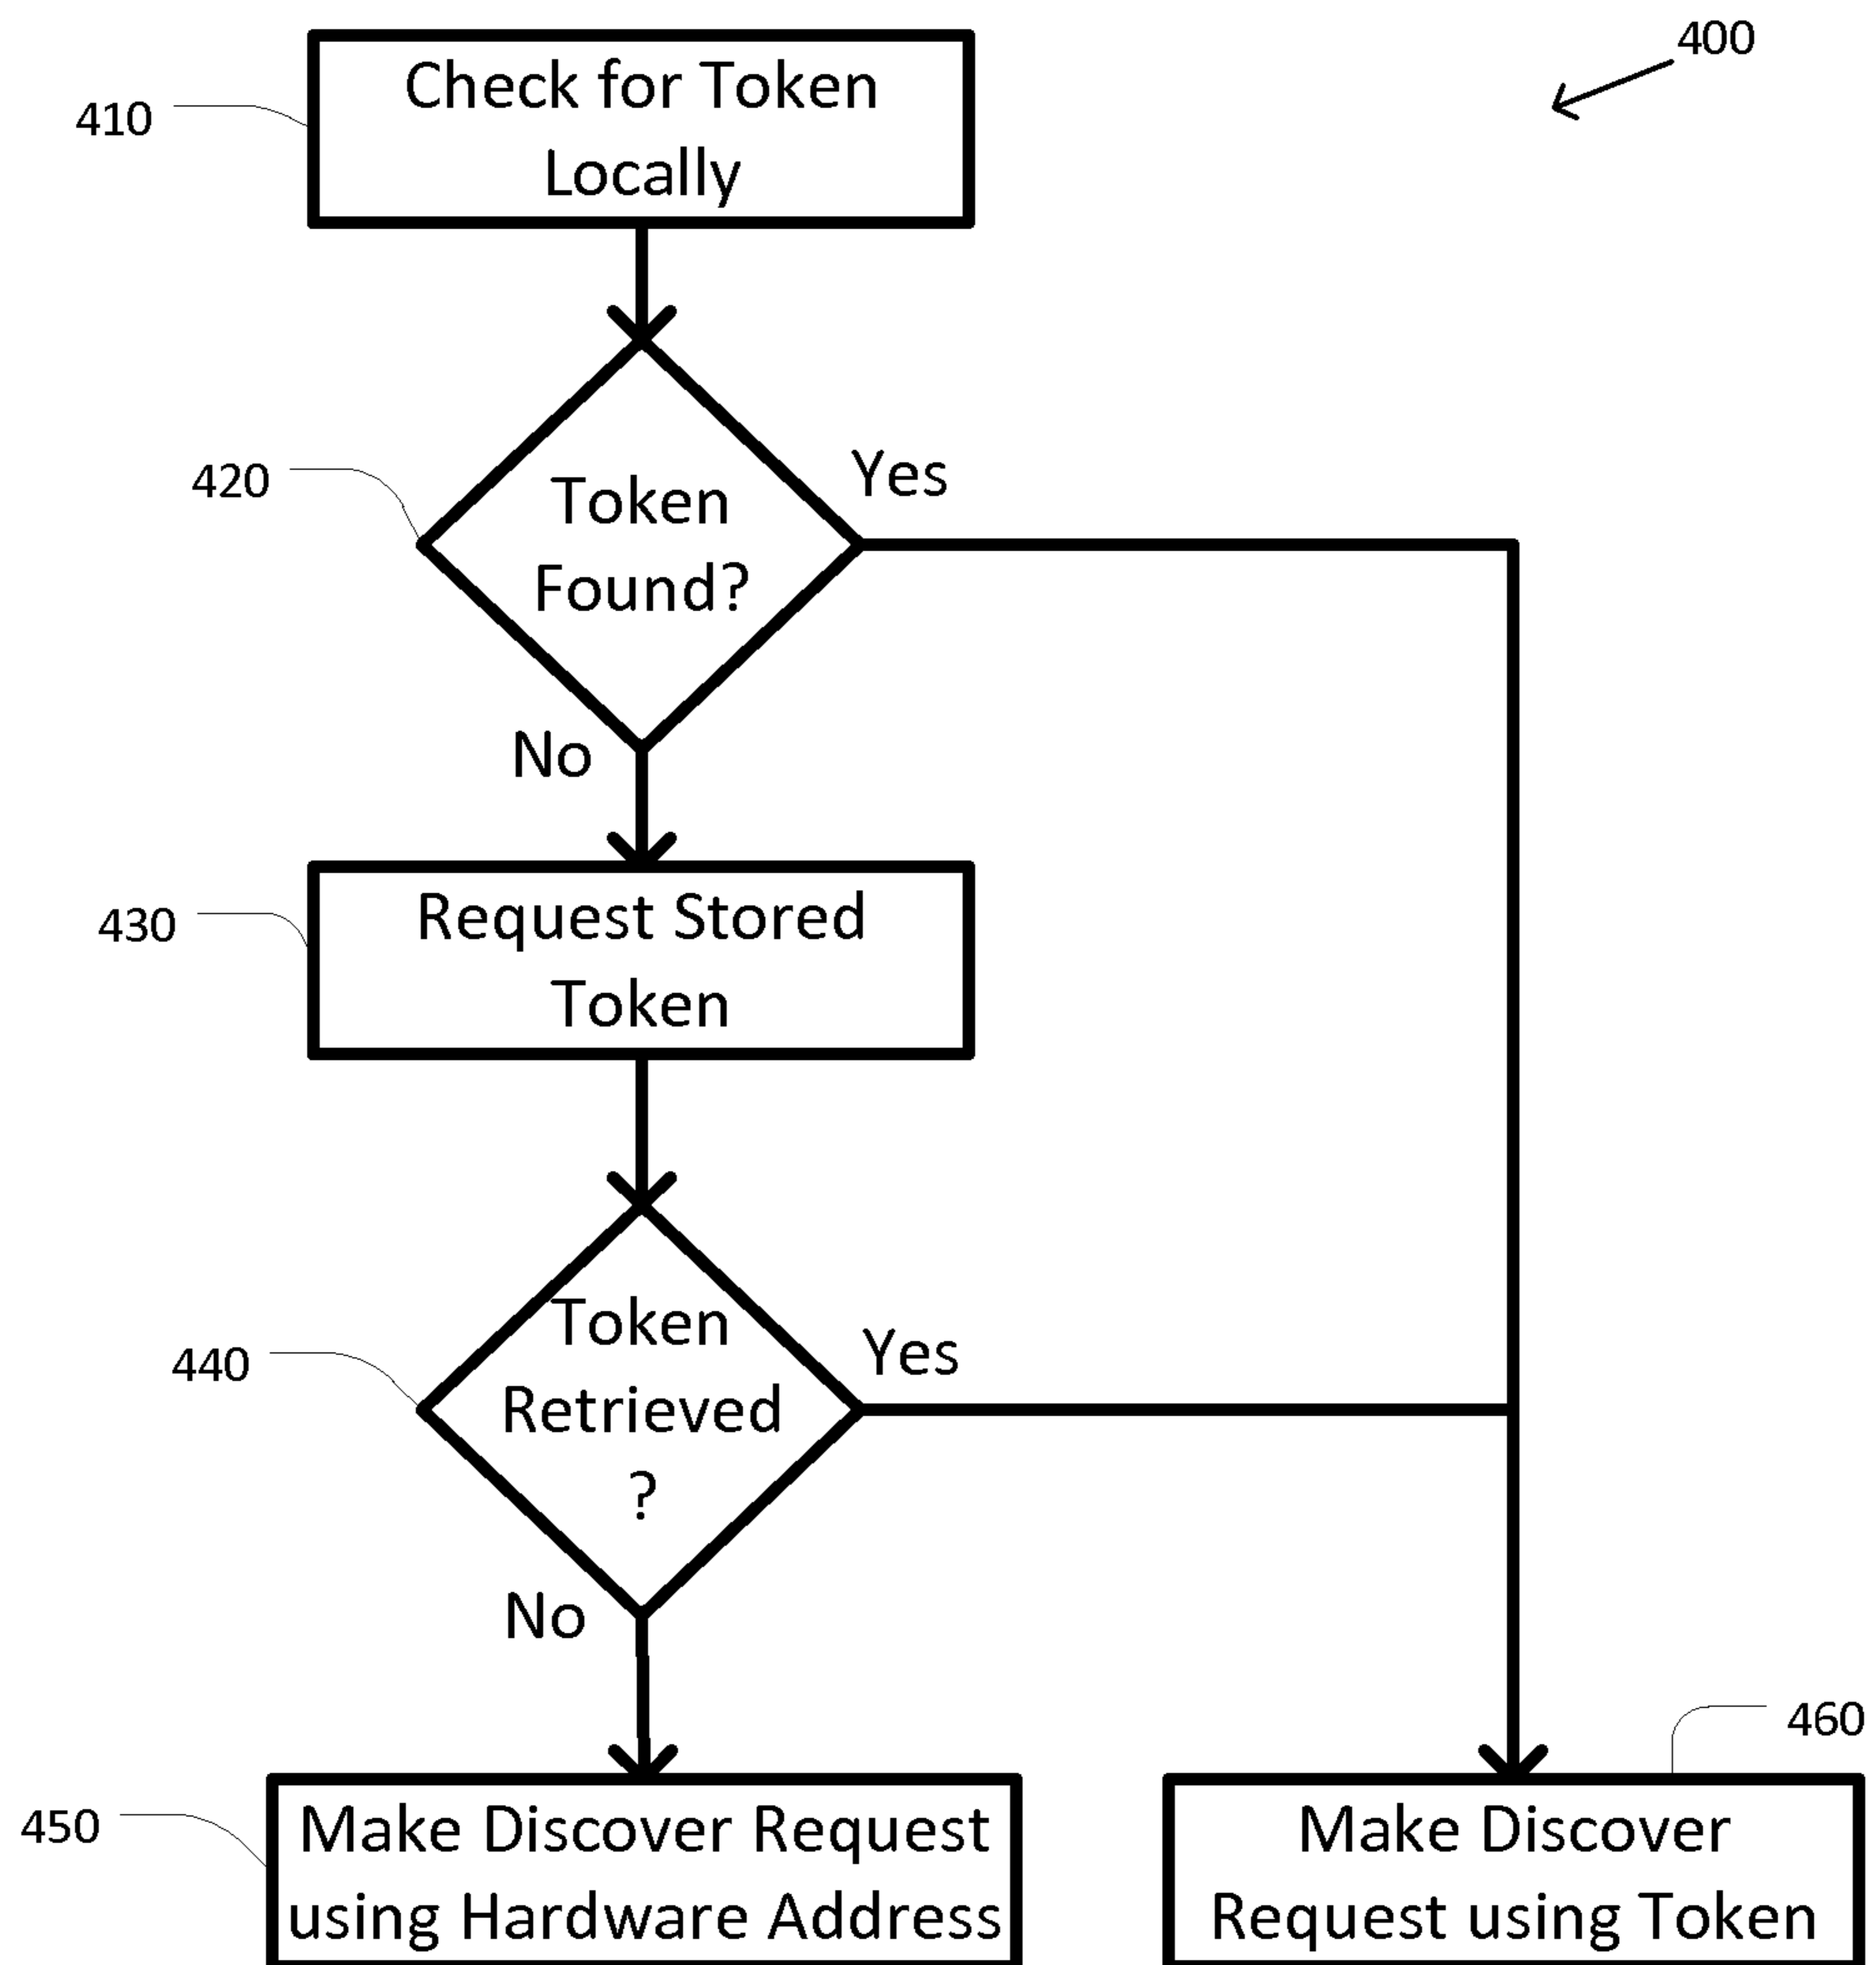 400
410
Check for Token
Locally
420
Token
Found?
Yes
No
430
Request Stored
Token
440
Token
Retrieved
?
Yes
No
450
Make Discover Request
using Hardware Address
460
Make Discover
Request using Token